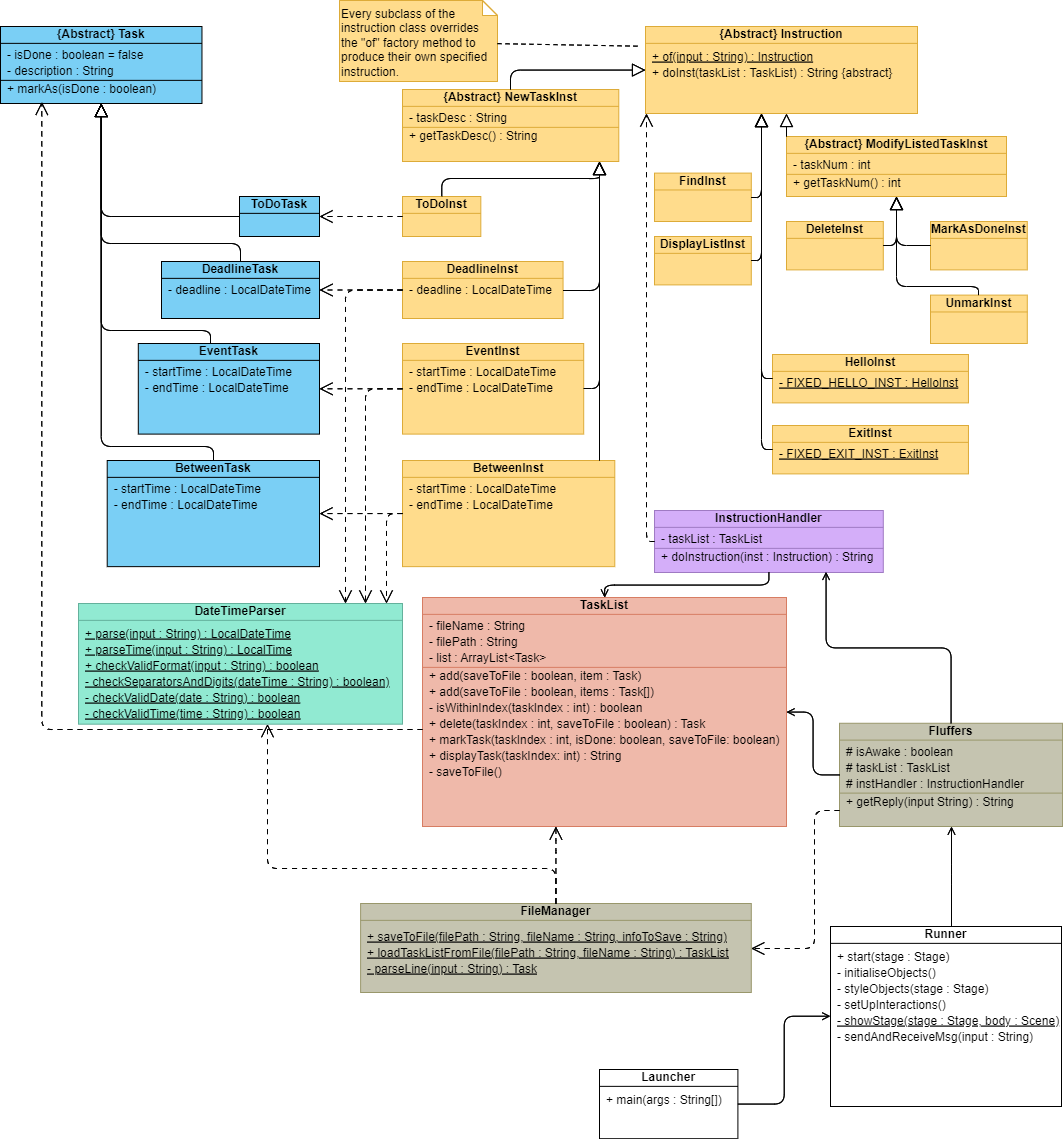 Every subclass of the
instruction class overrides
the "of" factory method to
produce their own specified
instruction.
{Abstract} Task
- isDone : boolean = false
- description : String
+ markAs(isDone : boolean)
{Abstract} Instruction
+ of(input : String) : Instruction
+ doInst(taskList : TaskList) : String {abstract}
{Abstract} NewTaskInst
- taskDesc : String
+ getTaskDesc() : String
{Abstract} ModifyListedTaskInst
- taskNum : int
+ getTaskNum() : int
FindInst
ToDoTask
ToDoInst
DeleteInst
MarkAsDoneInst
DisplayListInst
DeadlineTask
- deadline : LocalDateTime
DeadlineInst
- deadline : LocalDateTime
UnmarkInst
EventTask
- startTime : LocalDateTime
- endTime : LocalDateTime
EventInst
- startTime : LocalDateTime
- endTime : LocalDateTime
HelloInst
- FIXED_HELLO_INST : HelloInst
ExitInst
- FIXED_EXIT_INST : ExitInst
BetweenTask
- startTime : LocalDateTime
- endTime : LocalDateTime
BetweenInst
- startTime : LocalDateTime
- endTime : LocalDateTime
InstructionHandler
- taskList : TaskList
+ doInstruction(inst : Instruction) : String
DateTimeParser
+ parse(input : String) : LocalDateTime
+ parseTime(input : String) : LocalTime
+ checkValidFormat(input : String) : boolean
- checkSeparatorsAndDigits(dateTime : String) : boolean)
- checkValidDate(date : String) : boolean
- checkValidTime(time : String) : boolean
TaskList
- fileName : String
- filePath : String
- list : ArrayList<Task>
+ add(saveToFile : boolean, item : Task)
+ add(saveToFile : boolean, items : Task[])
- isWithinIndex(taskIndex : int) : boolean
+ delete(taskIndex : int, saveToFile : boolean) : Task
+ markTask(taskIndex : int, isDone: boolean, saveToFile: boolean)
+ displayTask(taskIndex: int) : String
- saveToFile()
Fluffers
# isAwake : boolean
# taskList : TaskList
# instHandler : InstructionHandler
+ getReply(input String) : String
FileManager
+ saveToFile(filePath : String, fileName : String, infoToSave : String)
+ loadTaskListFromFile(filePath : String, fileName : String) : TaskList
- parseLine(input : String) : Task
Runner
+ start(stage : Stage)
- initialiseObjects()
- styleObjects(stage : Stage)
- setUpInteractions()
- showStage(stage : Stage, body : Scene)
- sendAndReceiveMsg(input : String)
Launcher
+ main(args : String[])